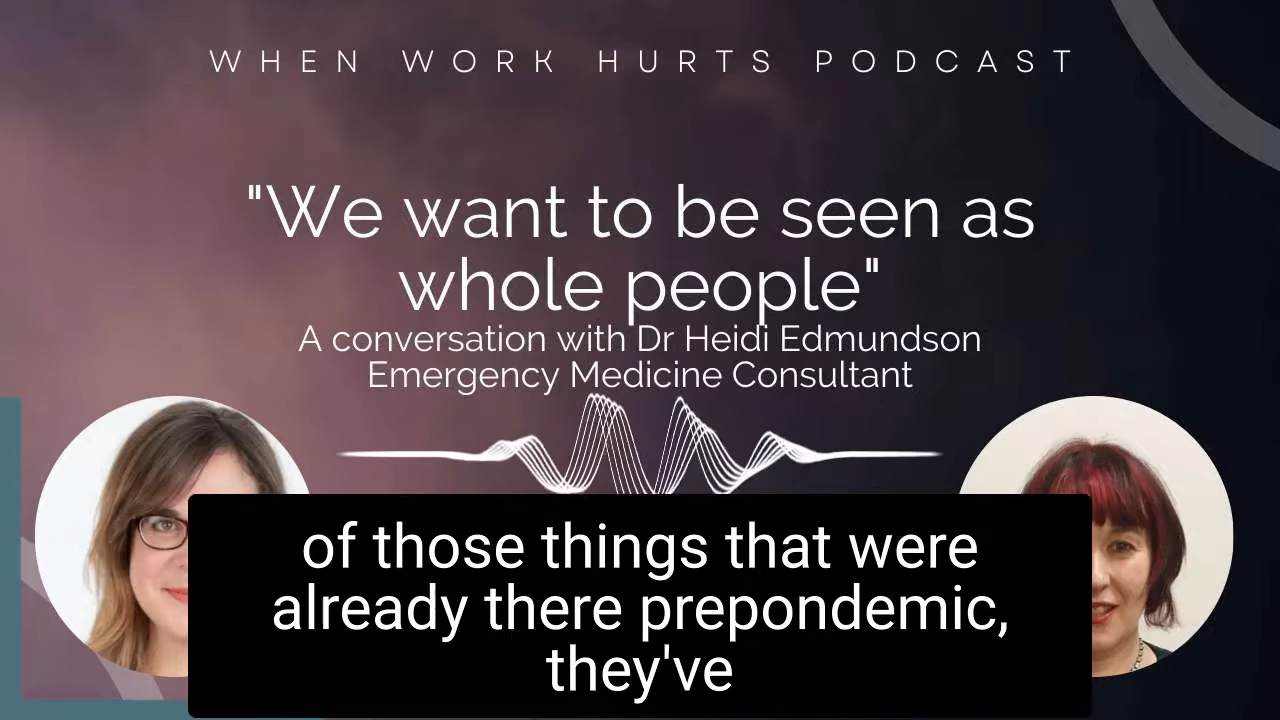 WHEN WORK HURTS PODCAST
"We want to be seen as
whole people"
A conversation with Dr Heidi Edmundson
Emergency Medicine Consultant
of those things that were
already there prepondemic,
they've